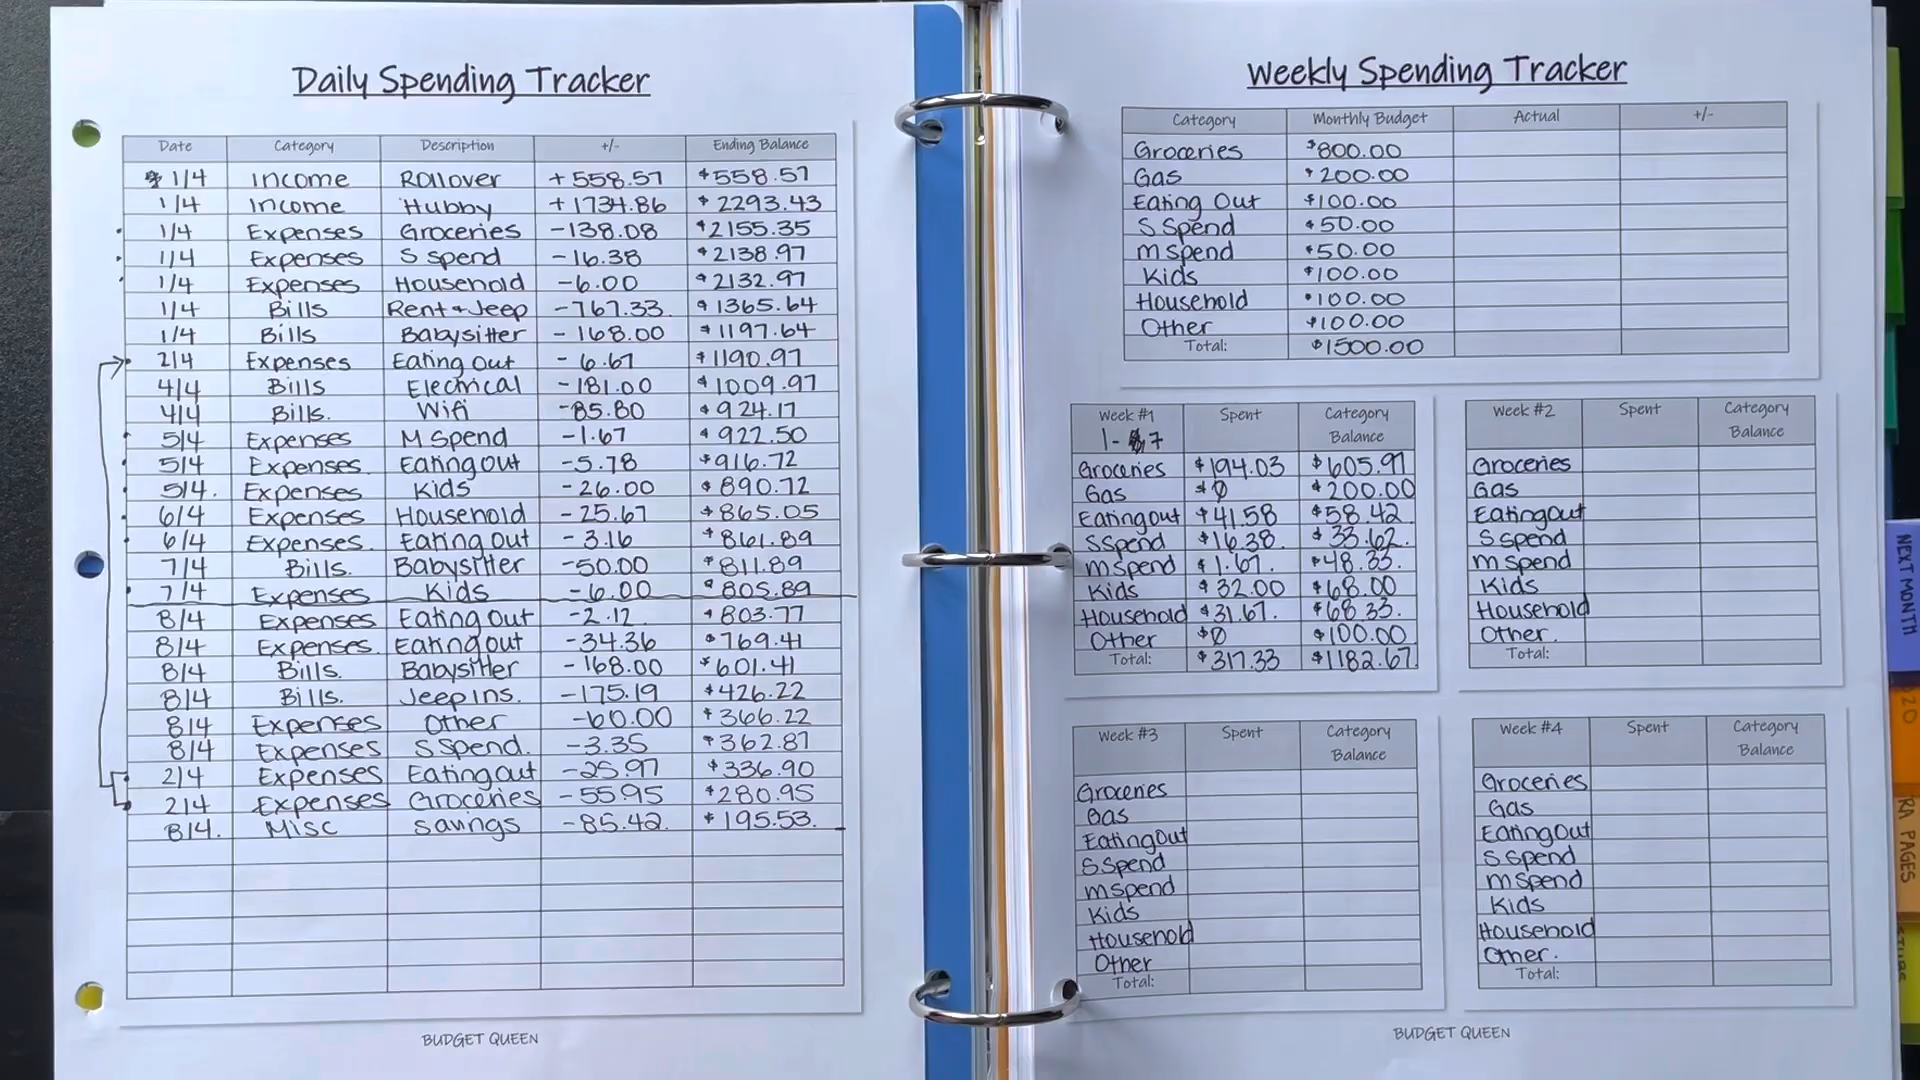 Daily Spending Tracker
Date Category Description +/- Ending Balance
1/4 Income Rollover +558.57 $558.57
1/4 Income Hubby +1734.86 $2293.43
1/4 Expenses Groceries -138.08 $2155.35
1/4 Expenses S spend -16.38 $2138.97
1/4 Expenses Household -6.00 $2132.97
1/4 Bills Rent + Jeep -767.33. $1365.64
1/4 Bills Babysitter -168.00 $1197.64
2/4 Expenses Eating out -6.67 $1190.97
4/4 Bills Electrical -181.00 $1009.97
4/4 Bills. Wifi -85.80 $924.17
5/4 Expenses M Spend -1.67 $922.50
5/4 Expenses. Eating out -5.78 $916.72
5/4. Expenses Kids -26.00 $890.72
6/4 Expenses Household -25.67 $865.05
6/4 Expenses. Eating out -3.16 $861.89
7/4 Bills. Babysitter -50.00 $811.89
7/4 Expenses Kids -6.00 $805.89
8/4 Expenses Eating out -2.12 $803.77
8/4 Expenses. Eating out -34.36 $769.41
8/4 Bills. Babysitter -168.00 $601.41
8/4 Bills. Jeep Ins. -175.19 $426.22
8/4 Expenses Other -60.00 $366.22
8/4 Expenses S Spend. -3.35 $362.87
2/4 Expenses Eating out -25.97 $336.90
2/4 Expenses Groceries -55.95 $280.95
8/4. Misc savings -85.42. $195.53.
BUDGET QUEEN
Weekly Spending Tracker
Category Monthly Budget Actual +/-
Groceries $800.00
Gas $200.00
Eating Out $100.00
S Spend $50.00
M Spend $50.00
Kids $100.00
Household $100.00
Other $100.00
Total: $1500.00
Week #1 Spent Category Balance
1- 7
Groceries $194.03 $605.97
Gas $0 $200.00
Eating out $41.58 $58.42
S Spend $16.38. $33.62.
M Spend $1.67. $48.33.
Kids $32.00 $68.00
Household $31.67. $68.33.
Other $0 $100.00
Total: $317.33 $1182.67.
Week #2 Spent Category Balance
Groceries
Gas
Eating out
S Spend
M Spend
Kids
Household
Other.
Total:
Week #3 Spent Category Balance
Groceries
Gas
Eating out
S Spend
M Spend
Kids
Household
Other
Total:
Week #4 Spent Category Balance
Groceries
Gas
Eating out
S Spend
M Spend
Kids
Household
Other.
Total:
BUDGET QUEEN
NEXT MONTH
20
RA PAGES